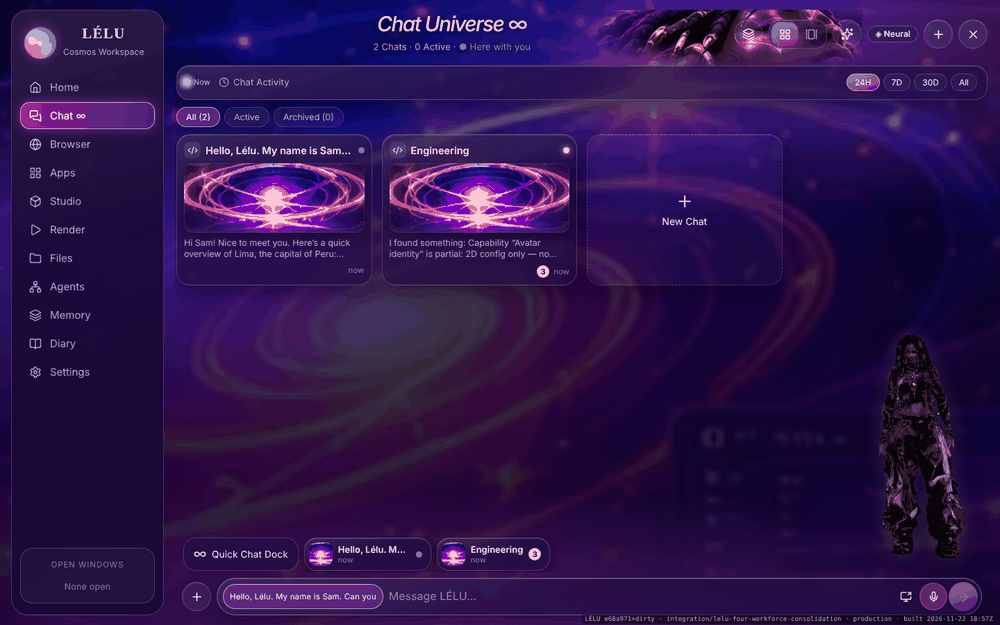 LÉLU
Cosmos Workspace
Home
Chat ∞
Browser
Apps
Studio
Render
Files
Agents
Memory
Diary
Settings
OPEN WINDOWS
None open
Chat Universe ∞
2 Chats · 0 Active · Here with you
Neural
Now
Chat Activity
24H
7D
30D
All
All (2)
Active
Archived (0)
Hello, Lélu. My name is Sam...
Hi Sam! Nice to meet you. Here's a quick
overview of Lima, the capital of Peru:...
now
Engineering
I found something: Capability "Avatar
identity" is partial: 2D config only — no...
3 now
New Chat
∞ Quick Chat Dock
Hello, Lélu. M...
now
Engineering
now
3
Hello, Lélu. My name is Sam. Can you
Message LÉLU...
LÉLU e68a971+dirty · integration/lelu-four-workforce-consolidation · production · built 2026-11-22 18:57Z